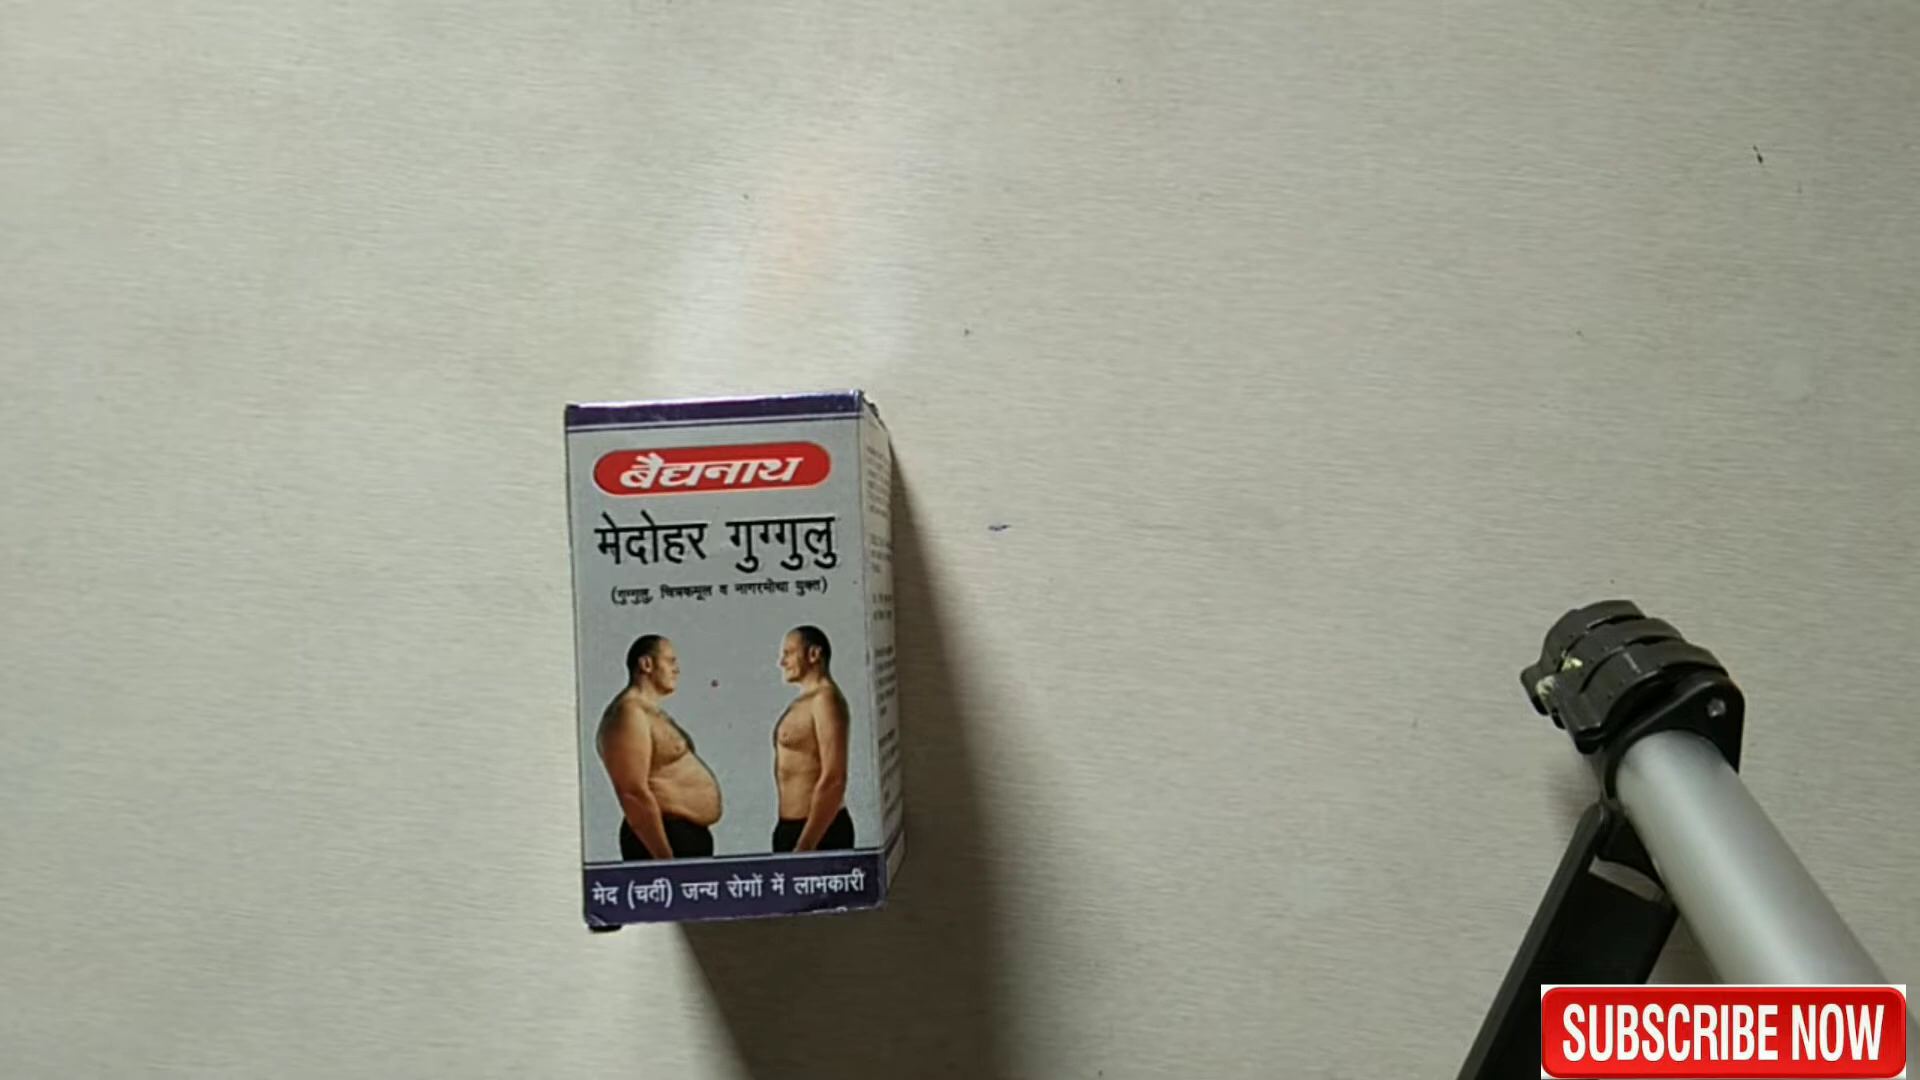 बैद्यनाथ
मेदोहर गुग्गुलु
(गुग्गुलु, चित्रकमूल व नागरमोथा युक्त)
मेद (चर्बी) जन्य रोगों में लाभकारी
SUBSCRIBE NOW